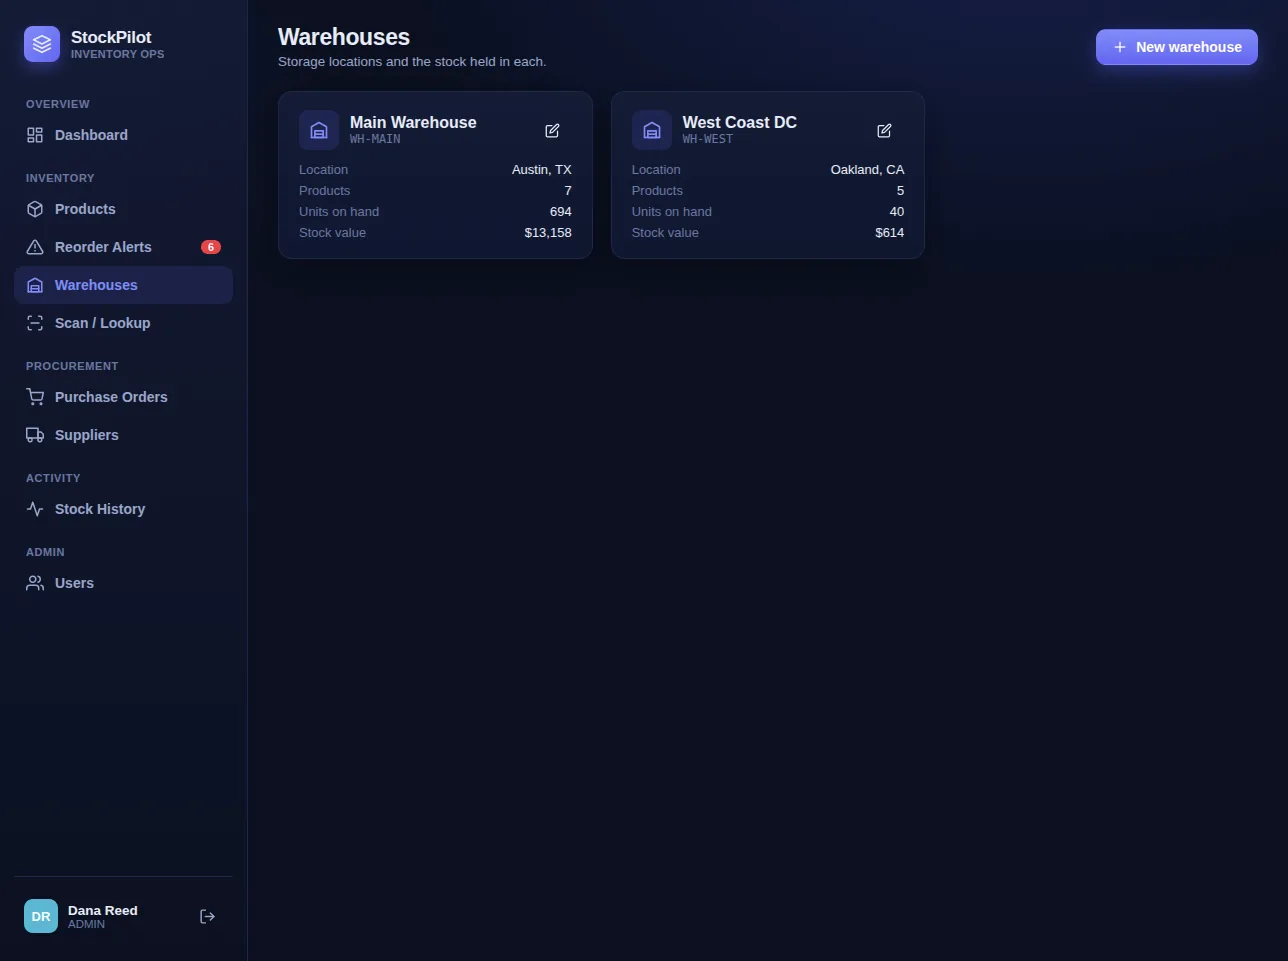 StockPilot
INVENTORY OPS
OVERVIEW
Dashboard
INVENTORY
Products
Reorder Alerts 6
Warehouses
Scan / Lookup
PROCUREMENT
Purchase Orders
Suppliers
ACTIVITY
Stock History
ADMIN
Users
DR
Dana Reed
ADMIN
Warehouses
Storage locations and the stock held in each.
New warehouse
Main Warehouse
WH-MAIN
Location Austin, TX
Products 7
Units on hand 694
Stock value $13,158
West Coast DC
WH-WEST
Location Oakland, CA
Products 5
Units on hand 40
Stock value $614